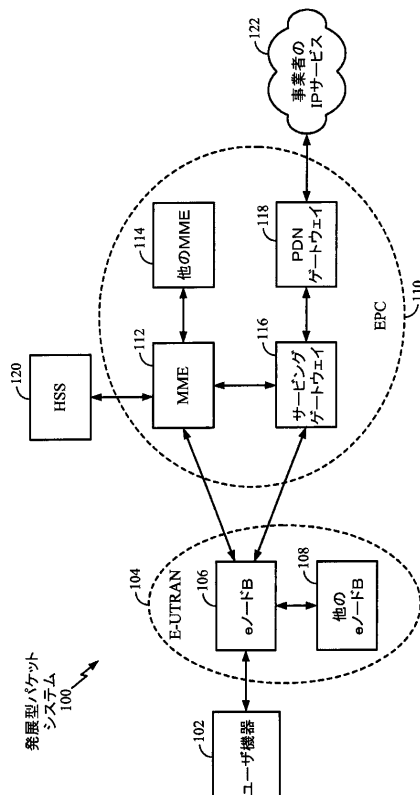 発展型パケット
システム
100
102
ユーザ機器
104
E-UTRAN
106
eノードB
108
他の
eノードB
120
HSS
112
MME
114
他のMME
116
サービング
ゲートウェイ
118
PDN
ゲートウェイ
EPC
110
122
事業者の
IPサービス